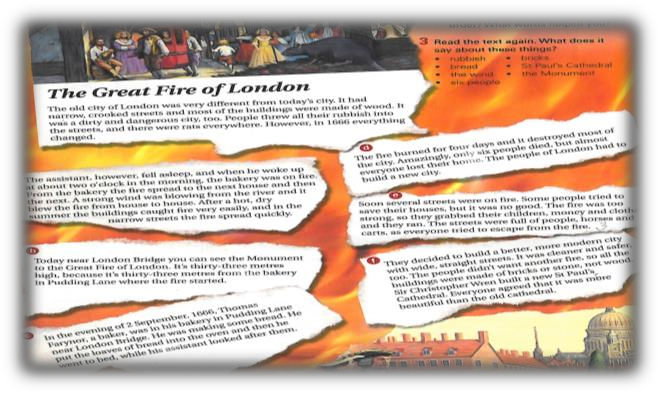 The Great Fire of London
The old city of London was very different from today's city. It had
narrow, crooked streets and most of the buildings were made of wood. It
was a dirty and dangerous city, too. People threw all their rubbish into
the streets, and there were rats everywhere. However, in 1666 everything
changed.
The assistant, however, fell asleep, and when he woke up
at about two o'clock in the morning, the bakery was on fire.
From the bakery the fire spread to the next house and then
the next. A strong wind was blowing from the river and it
blew the fire from house to house. After a hot, dry
summer the buildings caught fire very easily, and in the
narrow streets the fire spread quickly.
b
Today near London Bridge you can see the Monument
to the Great Fire of London. It's thirty-three metres
high, because it's thirty-three metres from the bakery
in Pudding Lane where the fire started.
In the evening of 2 September, 1666, Thomas
Farynor, a baker, was in his bakery in Pudding Lane
near London Bridge. He was making some bread. He
put the loaves of bread into the oven and then he
went to bed, while his assistant looked after them.
3 Read the text again. What does it
say about these things?
• rubbish • bricks
• bread • St Paul's Cathedral
• the wind • the Monument
• six people
d
The fire burned for four days and it destroyed most of
the city. Amazingly, only six people died, but almost
everyone lost their home. The people of London had to
build a new city.
e
Soon several streets were on fire. Some people tried to
save their houses, but it was no good. The fire was too
strong, so they grabbed their children, money and clothes
and they ran. The streets were full of people, horses and
carts, as everyone tried to escape from the fire.
f
They decided to build a better, more modern city
with wide, straight streets. It was cleaner and safer,
too. The people didn't want another fire, so all the
buildings were made of bricks or stone, not wood.
Sir Christopher Wren built a new St Paul's
Cathedral. Everyone agreed that it was more
beautiful than the old cathedral.